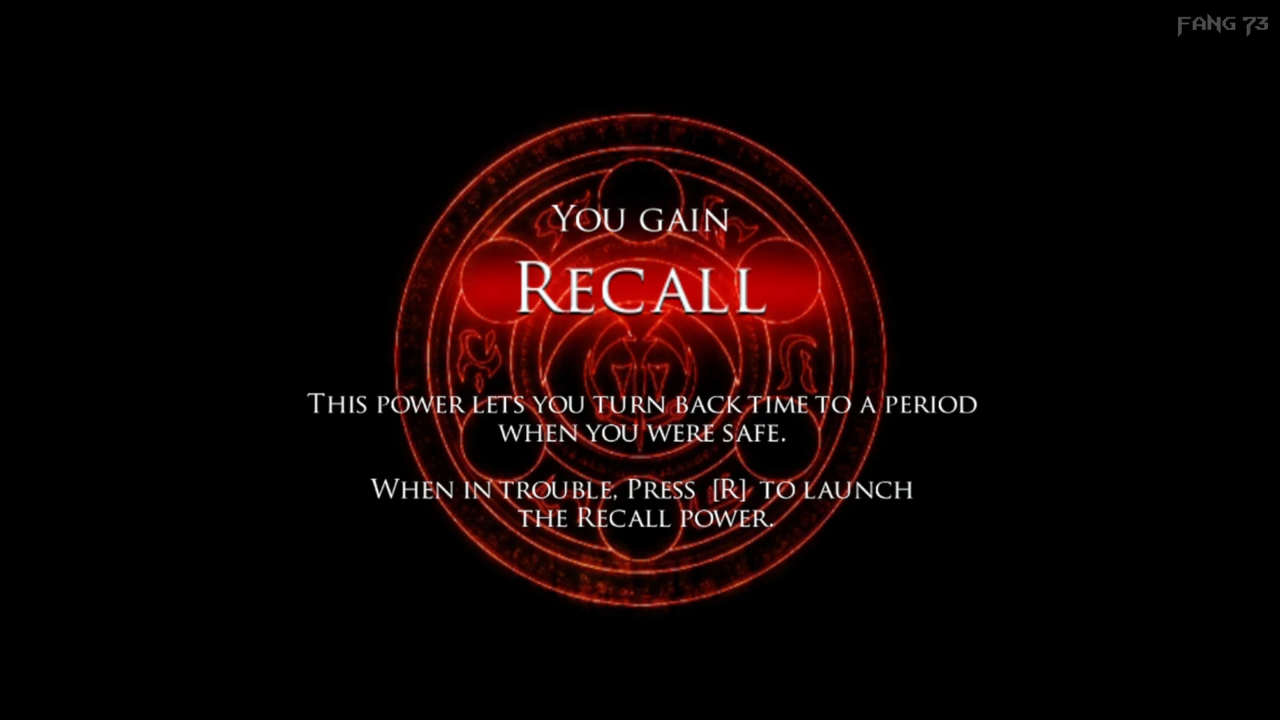 FANG 73
YOU GAIN
RECALL
THIS POWER LETS YOU TURN BACK TIME TO A PERIOD
WHEN YOU WERE SAFE.
WHEN IN TROUBLE, PRESS [R] TO LAUNCH
THE RECALL POWER.